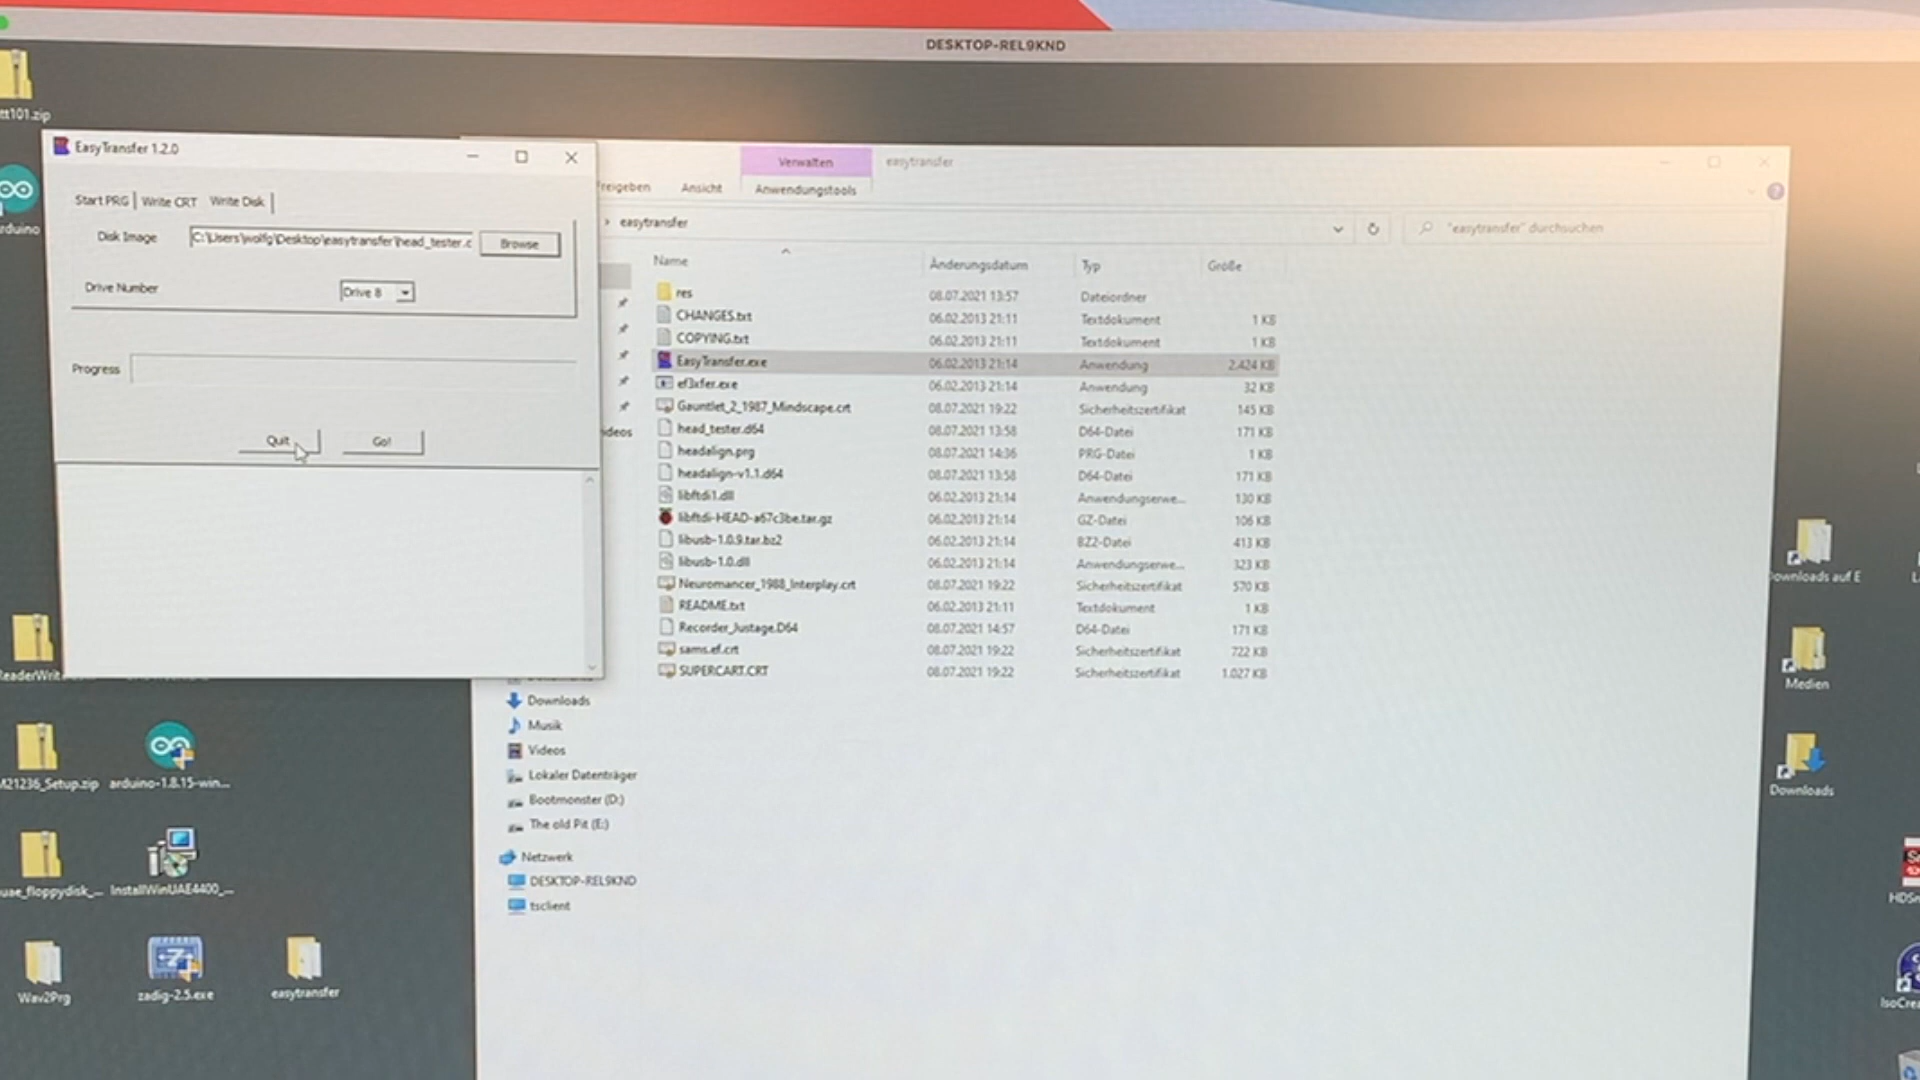 DESKTOP-REL9KND
tt101.zip
EasyTransfer 1.2.0
Start PRG Write CRT Write Disk
Disk Image C:\Users\wolfg\Desktop\easytransfer\head_tester.c Browse
Drive Number Drive 8
Progress
Quit Go!
Verwalten easytransfer
reigeben Ansicht Anwendungstools
› easytransfer "easytransfer" durchsuchen
Name Änderungsdatum Typ Größe
res 08.07.2021 13:57 Dateiordner
CHANGES.txt 06.02.2013 21:11 Textdokument 1 KB
COPYING.txt 06.02.2013 21:11 Textdokument 1 KB
EasyTransfer.exe 06.02.2013 21:14 Anwendung 2.424 KB
ef3xfer.exe 06.02.2013 21:14 Anwendung 32 KB
Gauntlet_2_1987_Mindscape.crt 08.07.2021 19:22 Sicherheitszertifikat 145 KB
head_tester.d64 08.07.2021 13:58 D64-Datei 171 KB
headalign.prg 08.07.2021 14:36 PRG-Datei 1 KB
headalign-v1.1.d64 08.07.2021 13:58 D64-Datei 171 KB
libftdi1.dll 06.02.2013 21:14 Anwendungserwe... 130 KB
libftdi-HEAD-a67c3be.tar.gz 06.02.2013 21:14 GZ-Datei 106 KB
libusb-1.0.9.tar.bz2 06.02.2013 21:14 BZ2-Datei 413 KB
libusb-1.0.dll 06.02.2013 21:14 Anwendungserwe... 323 KB
Neuromancer_1988_Interplay.crt 08.07.2021 19:22 Sicherheitszertifikat 570 KB
README.txt 06.02.2013 21:11 Textdokument 1 KB
Recorder_Justage.D64 08.07.2021 14:57 D64-Datei 171 KB
sams.ef.crt 08.07.2021 19:22 Sicherheitszertifikat 722 KB
SUPERCART.CRT 08.07.2021 19:22 Sicherheitszertifikat 1.027 KB
ideos
Downloads
Musik
Videos
Lokaler Datenträger
Bootmonster (D:)
The old Pit (E:)
Netzwerk
DESKTOP-REL9KND
tsclient
rduino
M21236_Setup.zip
arduino-1.8.15-win...
uae_floppydisk_...
InstallWinUAE4400_...
Wav2Prg
zadig-2.5.exe
easytransfer
ownloads auf E
Medien
Downloads